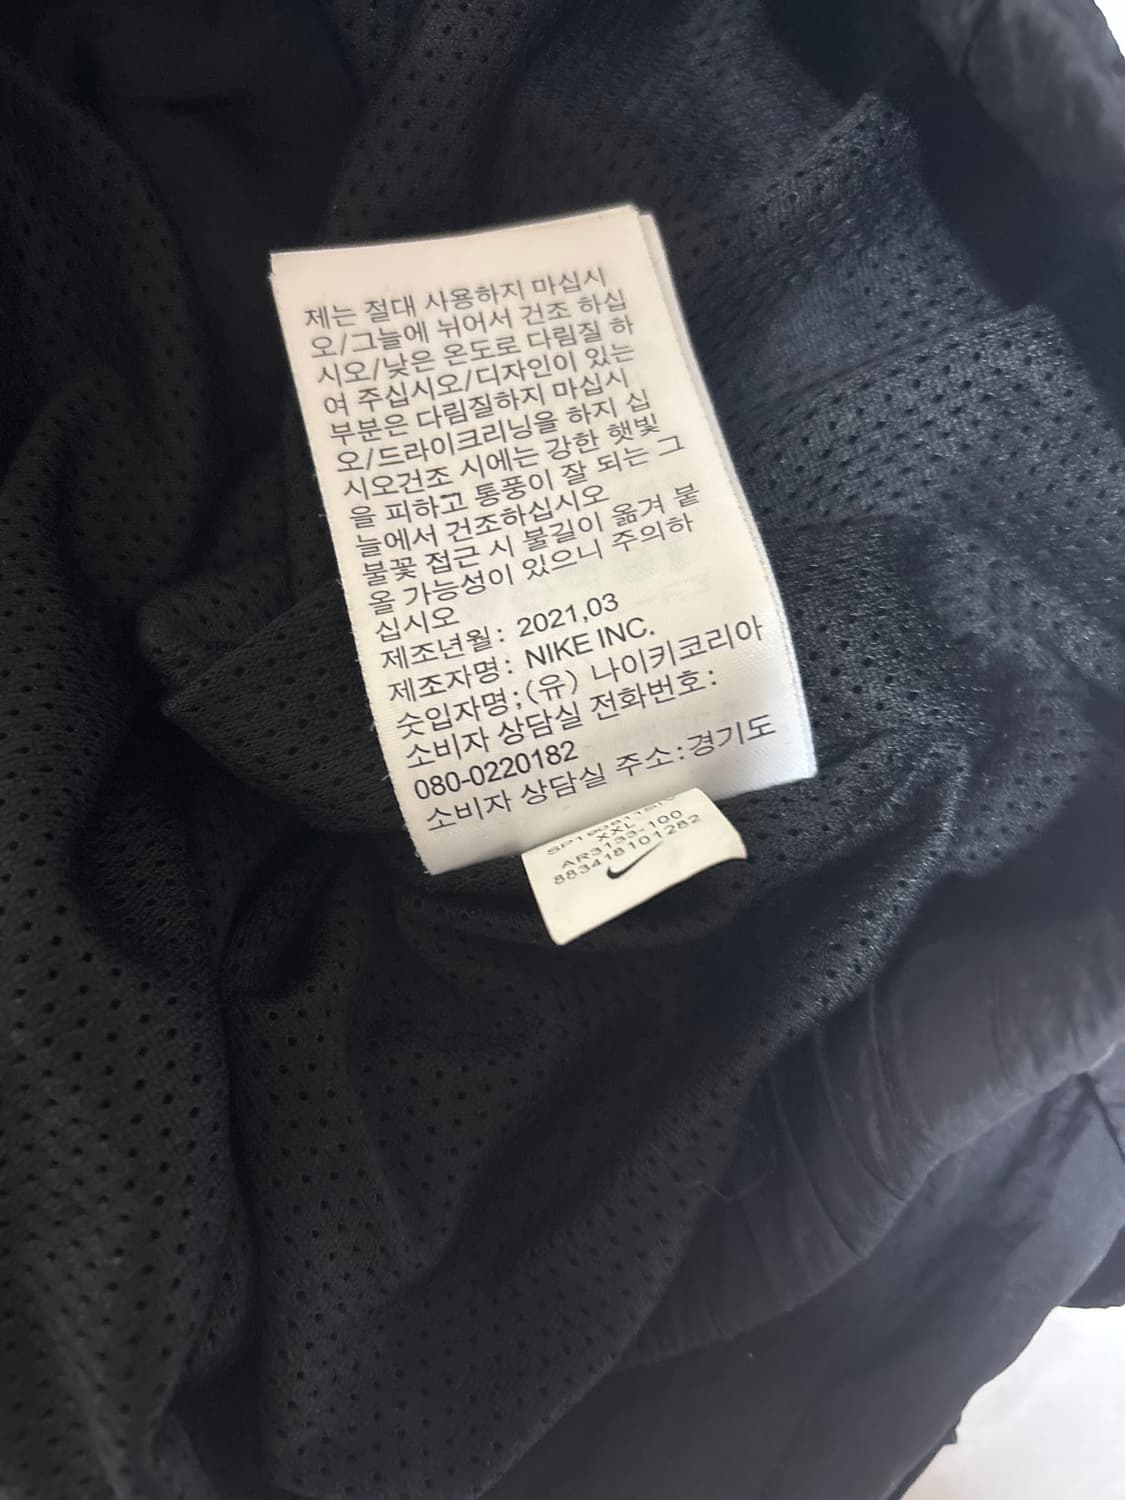 제는 절대 사용하지 마십시
오/그늘에 뉘어서 건조 하십
시오/낮은 온도로 다림질 하
여 주십시오/디자인이 있는
부분은 다림질하지 마십시
오/드라이크리닝을 하지 십
시오건조 시에는 강한 햇빛
을 피하고 통풍이 잘 되는 그
늘에서 건조하십시오
불꽃 접근 시 불길이 옮겨 붙
올 가능성이 있으니 주의하
십시오
제조년월: 2021,03
제조자명: NIKE INC.
숫입자명;(유) 나이키코리아
소비자 상담실 전화번호:
080-0220182
소비자 상담실 주소:경기도
XXL
AR3133-100
883418101282